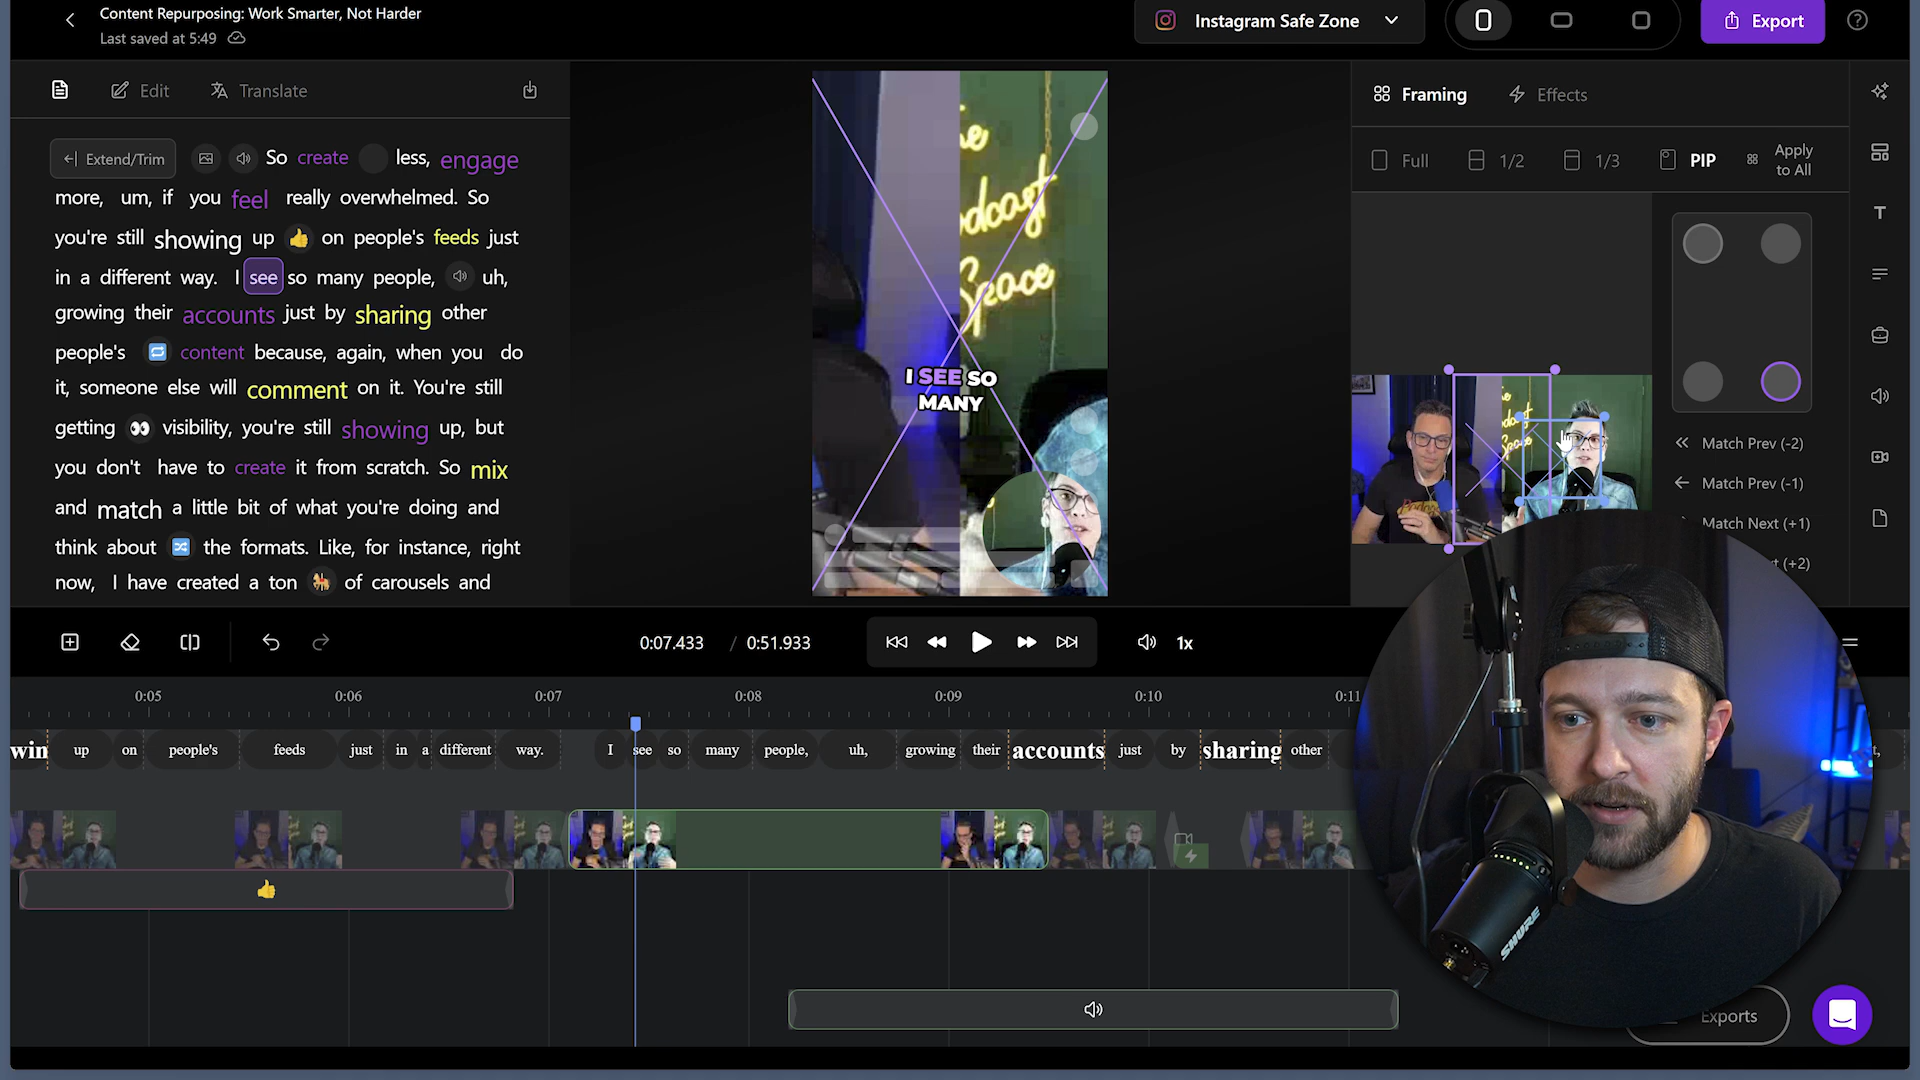 Content Repurposing: Work Smarter, Not Harder
Last saved at 5:49
Instagram Safe Zone
Export
Edit
Translate
Framing
Effects
Full
1/2
1/3
PIP
Apply
to All
Extend/Trim
So create less, engage
more, um, if you feel really overwhelmed. So
you're still showing up 👍 on people's feeds just
in a different way. I see so many people, uh,
growing their accounts just by sharing other
people's 🔁 content because, again, when you do
it, someone else will comment on it. You're still
getting 👀 visibility, you're still showing up, but
you don't have to create it from scratch. So mix
and match a little bit of what you're doing and
think about 🔀 the formats. Like, for instance, right
now, I have created a ton 🎠 of carousels and
Podcast
Space
I SEE SO
MANY
Match Prev (-2)
Match Prev (-1)
Match Next (+1)
(+2)
0:07.433 / 0:51.933
1x
0:05 0:06 0:07 0:08 0:09 0:10 0:11
up on people's feeds just in a different way. I see so many people, uh, growing their accounts just by sharing other
👍
SHURE
Exports